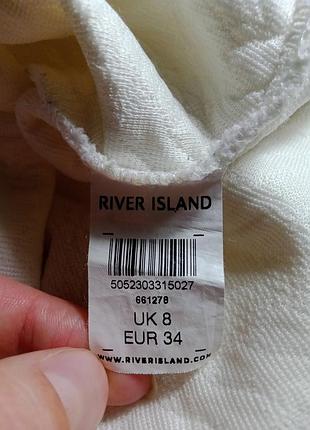 RIVER ISLAND
5052303315027
661278
UK 8
EUR 34
WWW.RIVERISLAND.COM